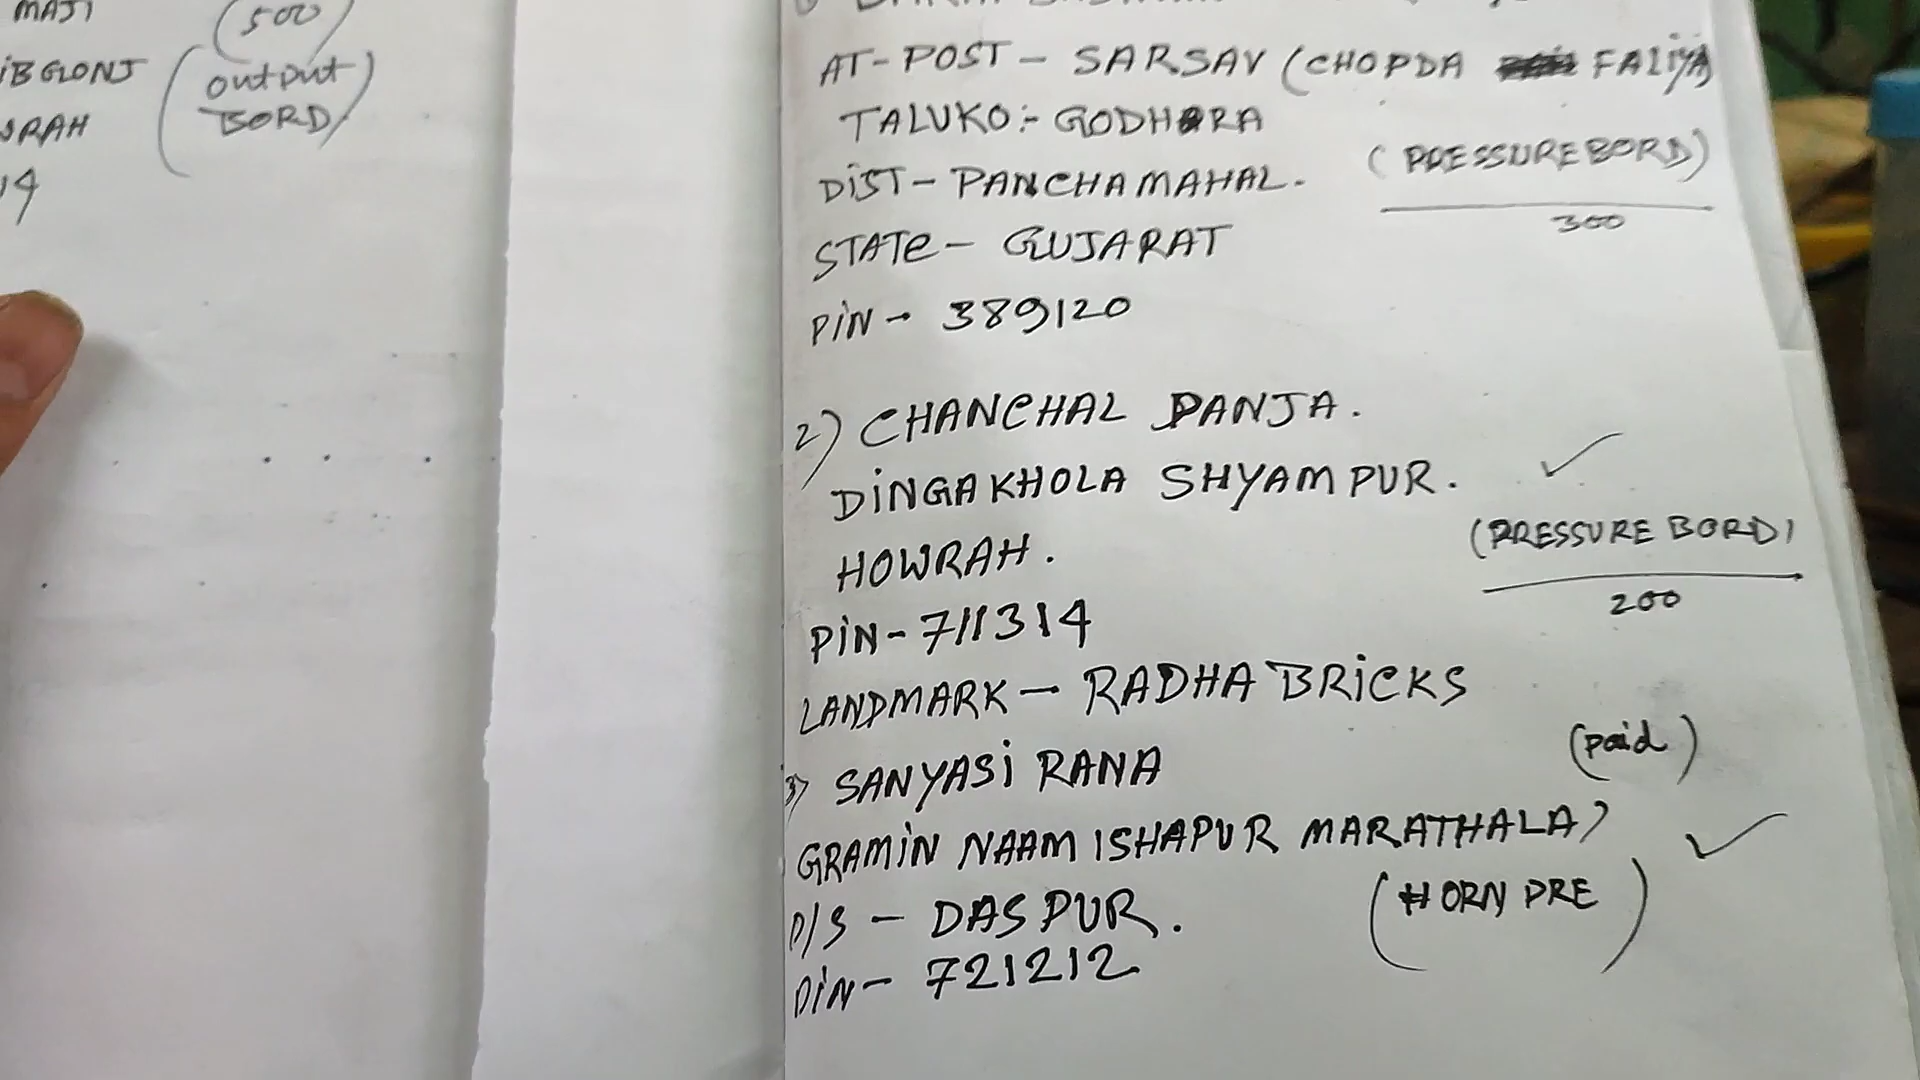 MAJI
(500)
(output
BORD)
14
AT-POST - SARSAV (CHOPDA FALIYA)
TALUKO:- GODHRA
DIST - PANCHAMAHAL.
(PRESSURE BORD)
300
STATe - GUJARAT
PiN - 389120
2) CHANCHAL PANJA.
DiNGAKHOLA SHYAMPUR.
HOWRAH.
(PRESSURE BORD)
200
PiN - 711314
LANDMARK - RADHA BRiCKS
(paid)
3) SANYASi RANA
GRAMiN NAAM ISHAPUR MARATHALA)
P/S - DASPUR.
(HORN PRE)
PiN - 721212